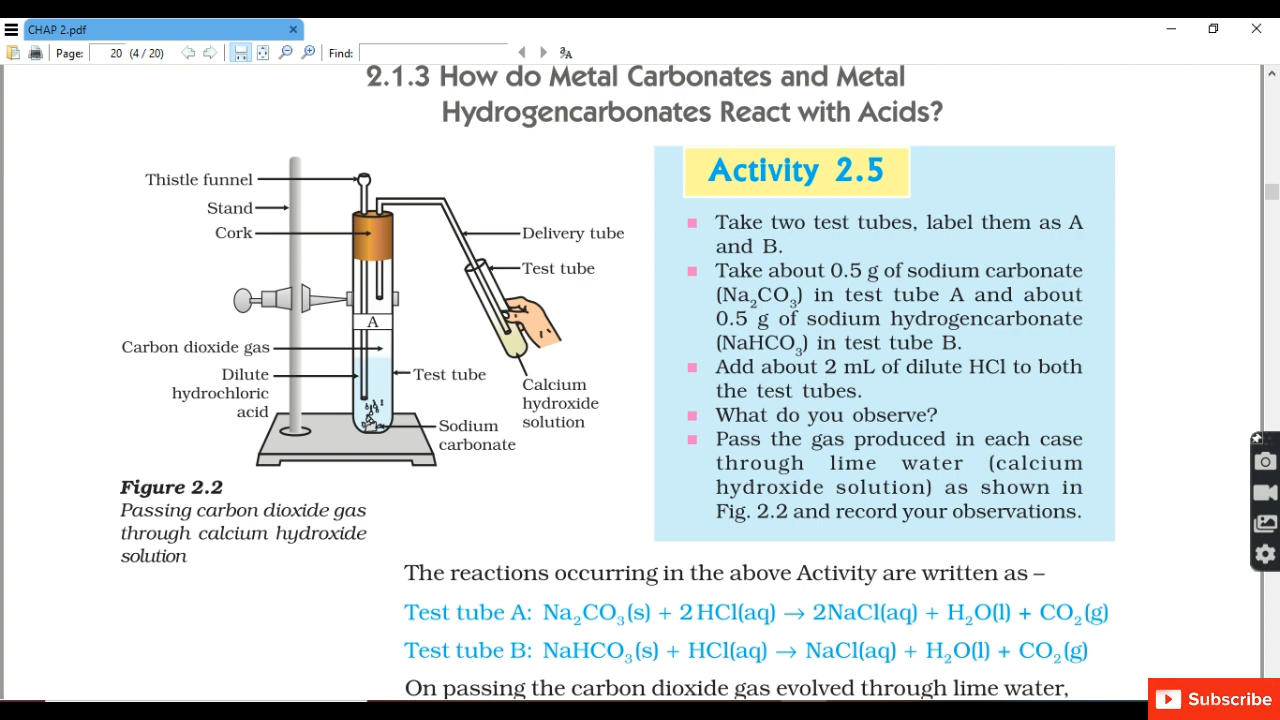 CHAP 2.pdf
Page: 20 (4 / 20) Find:
2.1.3 How do Metal Carbonates and Metal
Hydrogencarbonates React with Acids?
Thistle funnel
Stand
Cork
Delivery tube
Test tube
A
Carbon dioxide gas
Dilute
hydrochloric
acid
Test tube
Calcium
hydroxide
solution
Sodium
carbonate
Figure 2.2
Passing carbon dioxide gas
through calcium hydroxide
solution
Activity 2.5
Take two test tubes, label them as A
and B.
Take about 0.5 g of sodium carbonate
(Na₂CO₃) in test tube A and about
0.5 g of sodium hydrogencarbonate
(NaHCO₃) in test tube B.
Add about 2 mL of dilute HCl to both
the test tubes.
What do you observe?
Pass the gas produced in each case
through lime water (calcium
hydroxide solution) as shown in
Fig. 2.2 and record your observations.
The reactions occurring in the above Activity are written as –
Test tube A: Na₂CO₃(s) + 2 HCl(aq) → 2NaCl(aq) + H₂O(l) + CO₂(g)
Test tube B: NaHCO₃(s) + HCl(aq) → NaCl(aq) + H₂O(l) + CO₂(g)
On passing the carbon dioxide gas evolved through lime water,
Subscribe